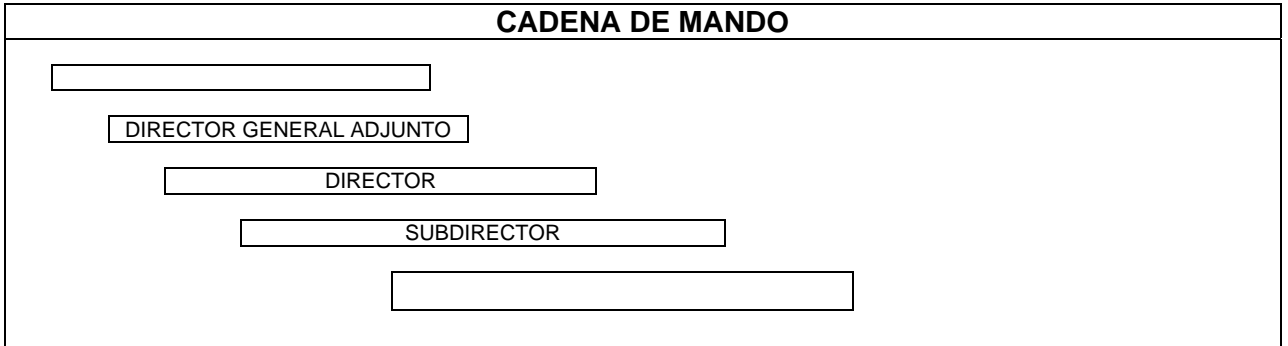 CADENA DE MANDO
DIRECTOR GENERAL ADJUNTO
DIRECTOR
SUBDIRECTOR